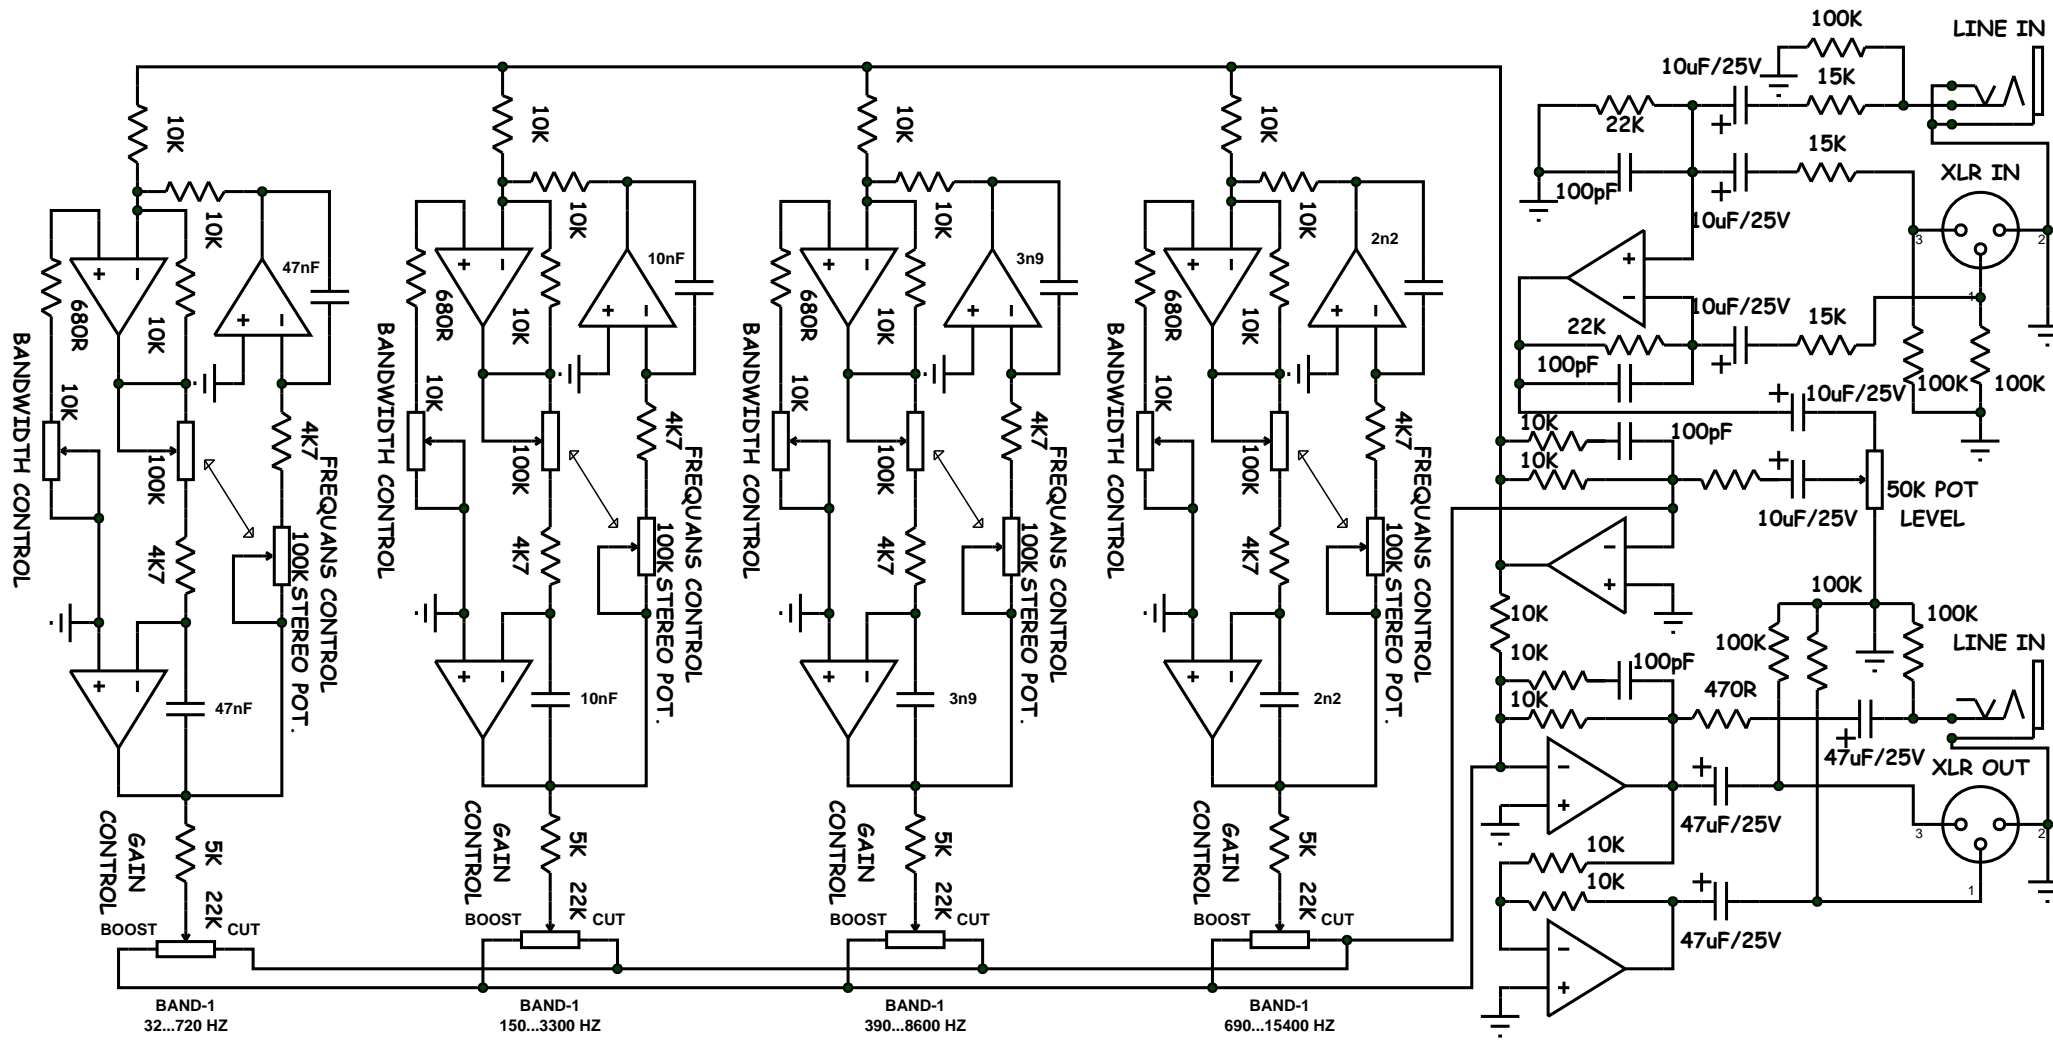 10K
10K
680R
10K
47nF
10K
BANDWIDTH CONTROL
100K
4K7
4K7
100K STEREO POT.
FREQUANS CONTROL
47nF
GAIN
CONTROL
5K
22K
BOOST
CUT
BAND-1
32...720 HZ
10K
10K
680R
10K
10nF
10K
BANDWIDTH CONTROL
100K
4K7
4K7
100K STEREO POT.
FREQUANS CONTROL
10nF
GAIN
CONTROL
5K
22K
BOOST
CUT
BAND-1
150...3300 HZ
10K
10K
680R
10K
3n9
10K
BANDWIDTH CONTROL
100K
4K7
4K7
100K STEREO POT.
FREQUANS CONTROL
3n9
GAIN
CONTROL
5K
22K
BOOST
CUT
BAND-1
390...8600 HZ
10K
10K
680R
10K
2n2
10K
BANDWIDTH CONTROL
100K
4K7
4K7
100K STEREO POT.
FREQUANS CONTROL
2n2
GAIN
CONTROL
5K
22K
BOOST
CUT
BAND-1
690...15400 HZ
100K
LINE IN
10uF/25V
15K
22K
15K
XLR IN
100pF
10uF/25V
3
2
1
10uF/25V
15K
22K
100pF
100K
100K
10uF/25V
10K
100pF
10K
50K POT
LEVEL
10uF/25V
100K
10K
100K
100K
LINE IN
10K
100pF
470R
10K
47uF/25V
XLR OUT
47uF/25V
3
2
10K
10K
1
47uF/25V